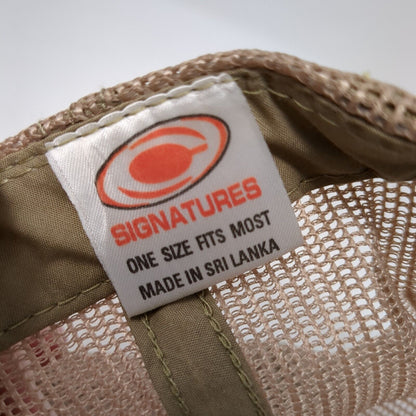 SIGNATURES
ONE SIZE FITS MOST
MADE IN SRI LANKA